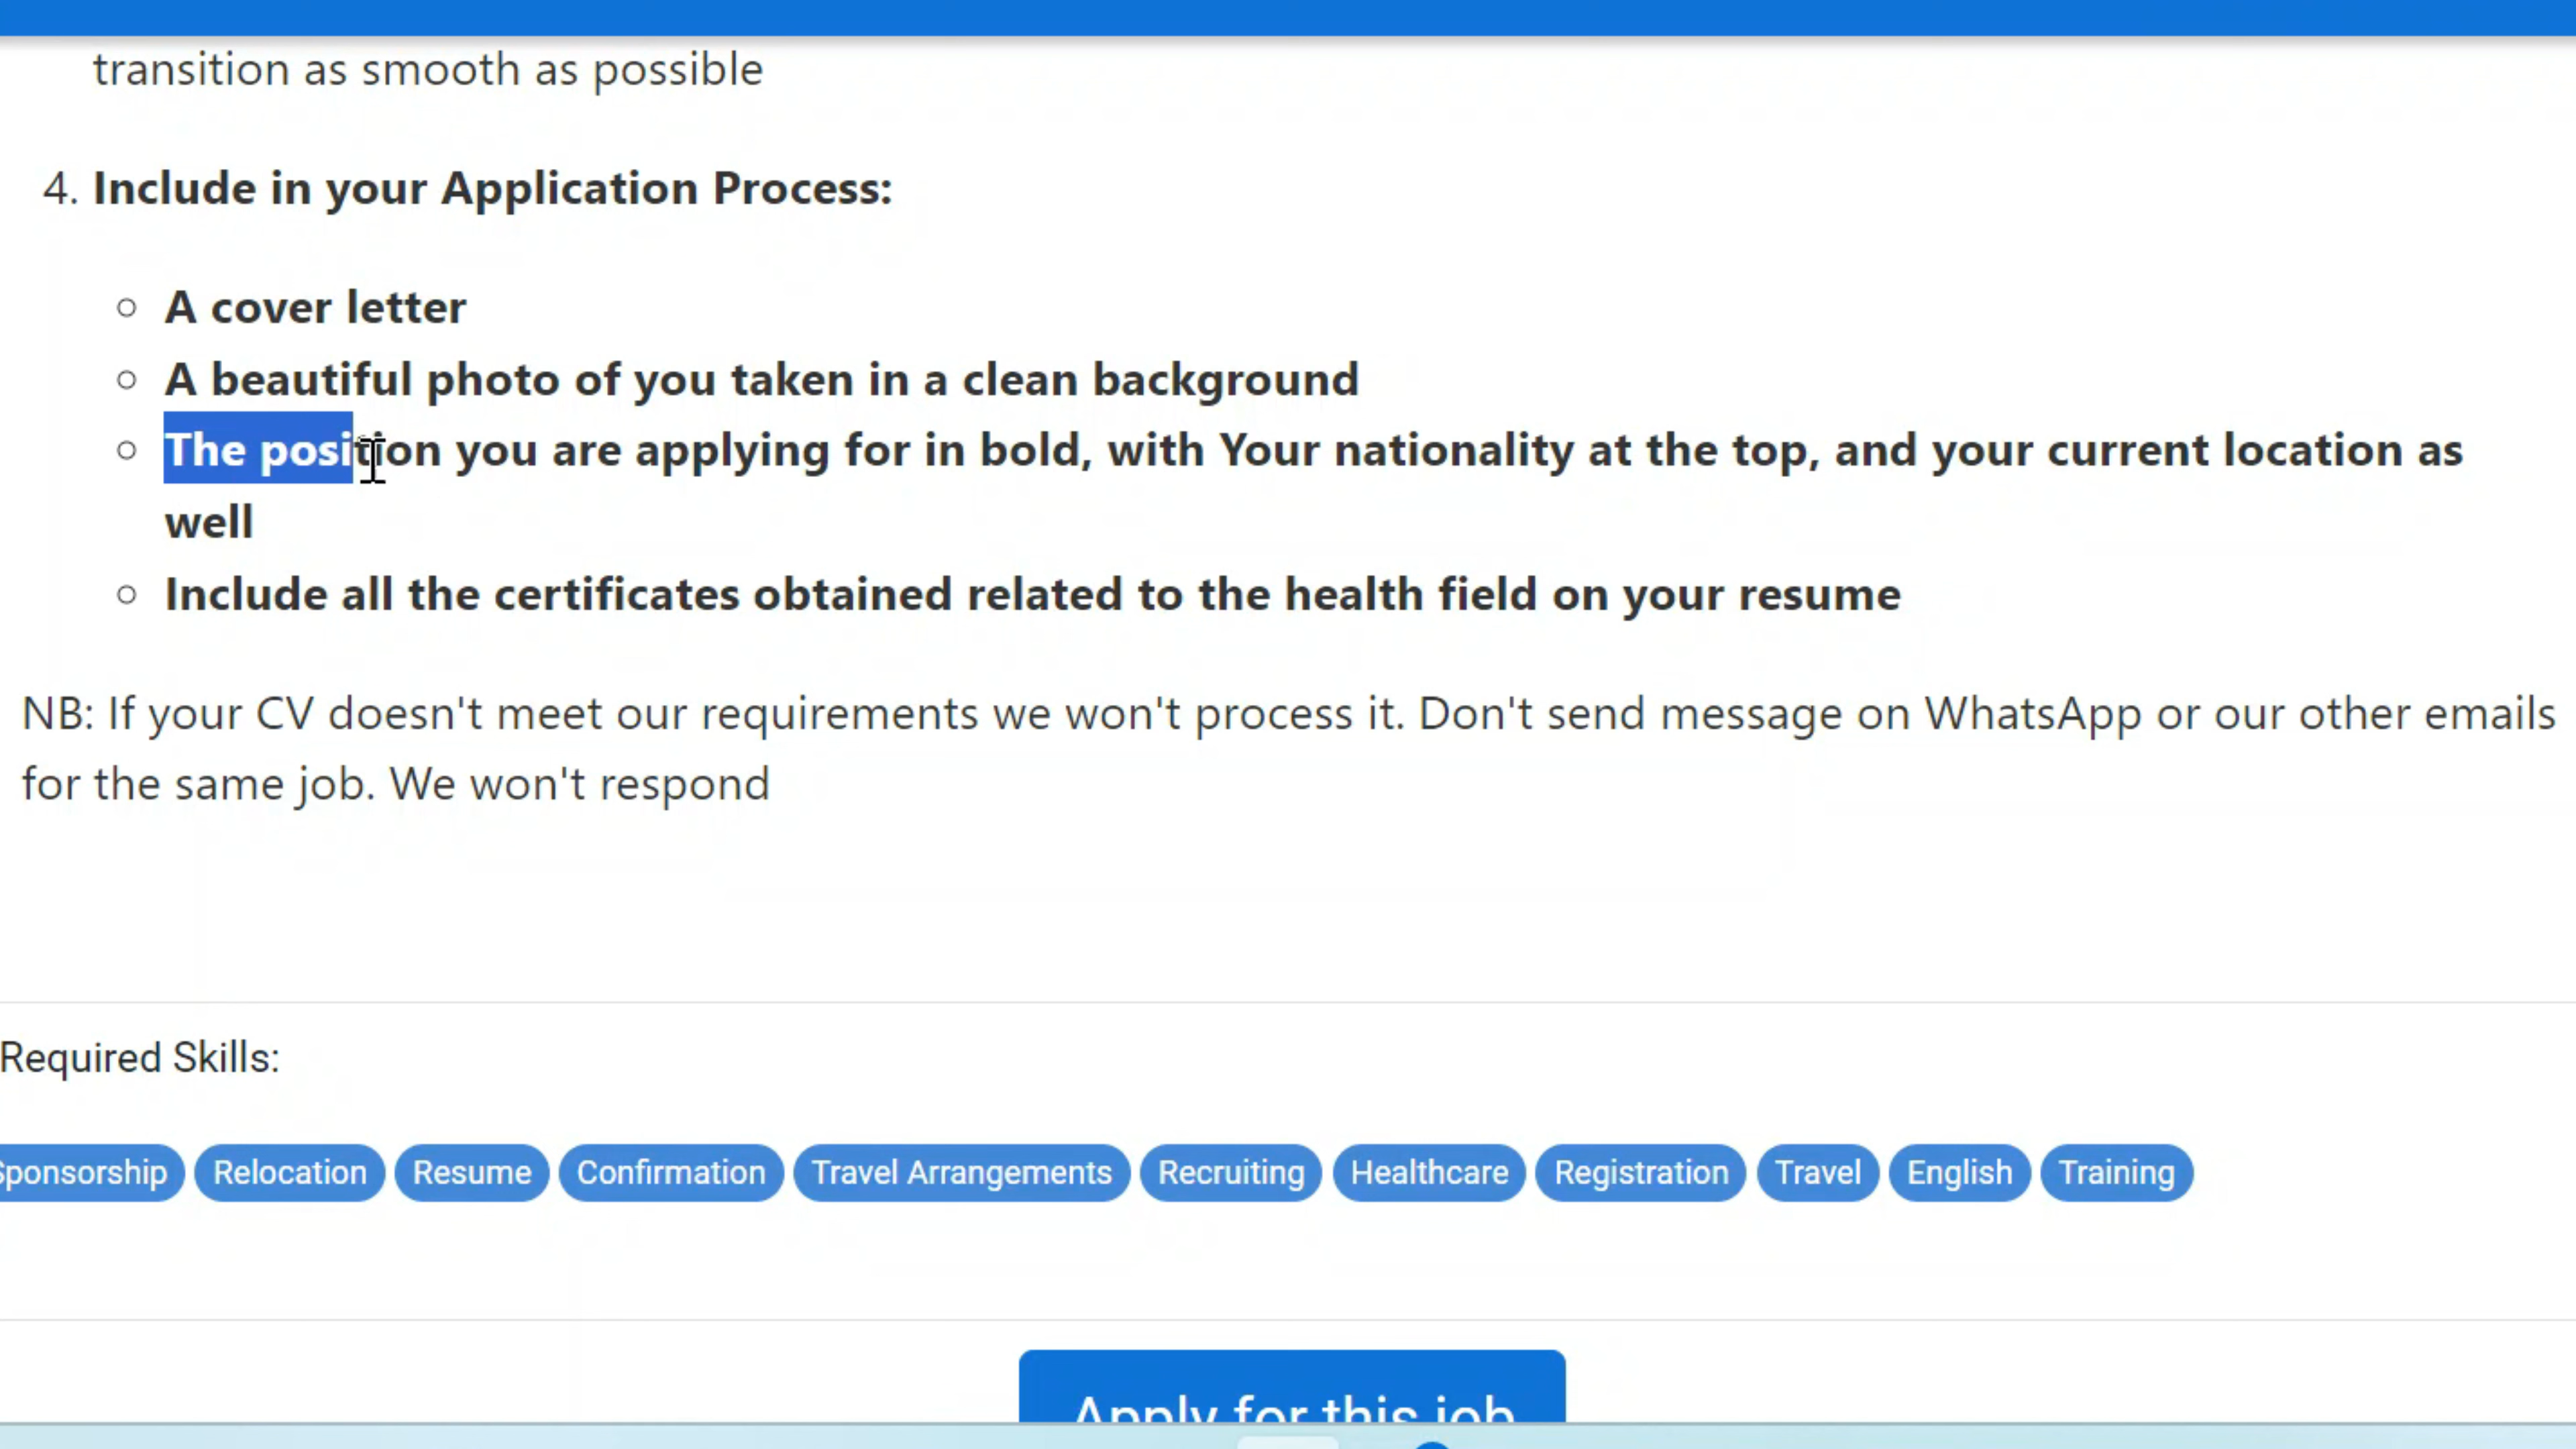 transition as smooth as possible
4. Include in your Application Process:
A cover letter
A beautiful photo of you taken in a clean background
The position you are applying for in bold, with Your nationality at the top, and your current location as
well
Include all the certificates obtained related to the health field on your resume
NB: If your CV doesn't meet our requirements we won't process it. Don't send message on WhatsApp or our other emails
for the same job. We won't respond
Required Skills:
Sponsorship Relocation Resume Confirmation Travel Arrangements Recruiting Healthcare Registration Travel English Training
Apply for this job